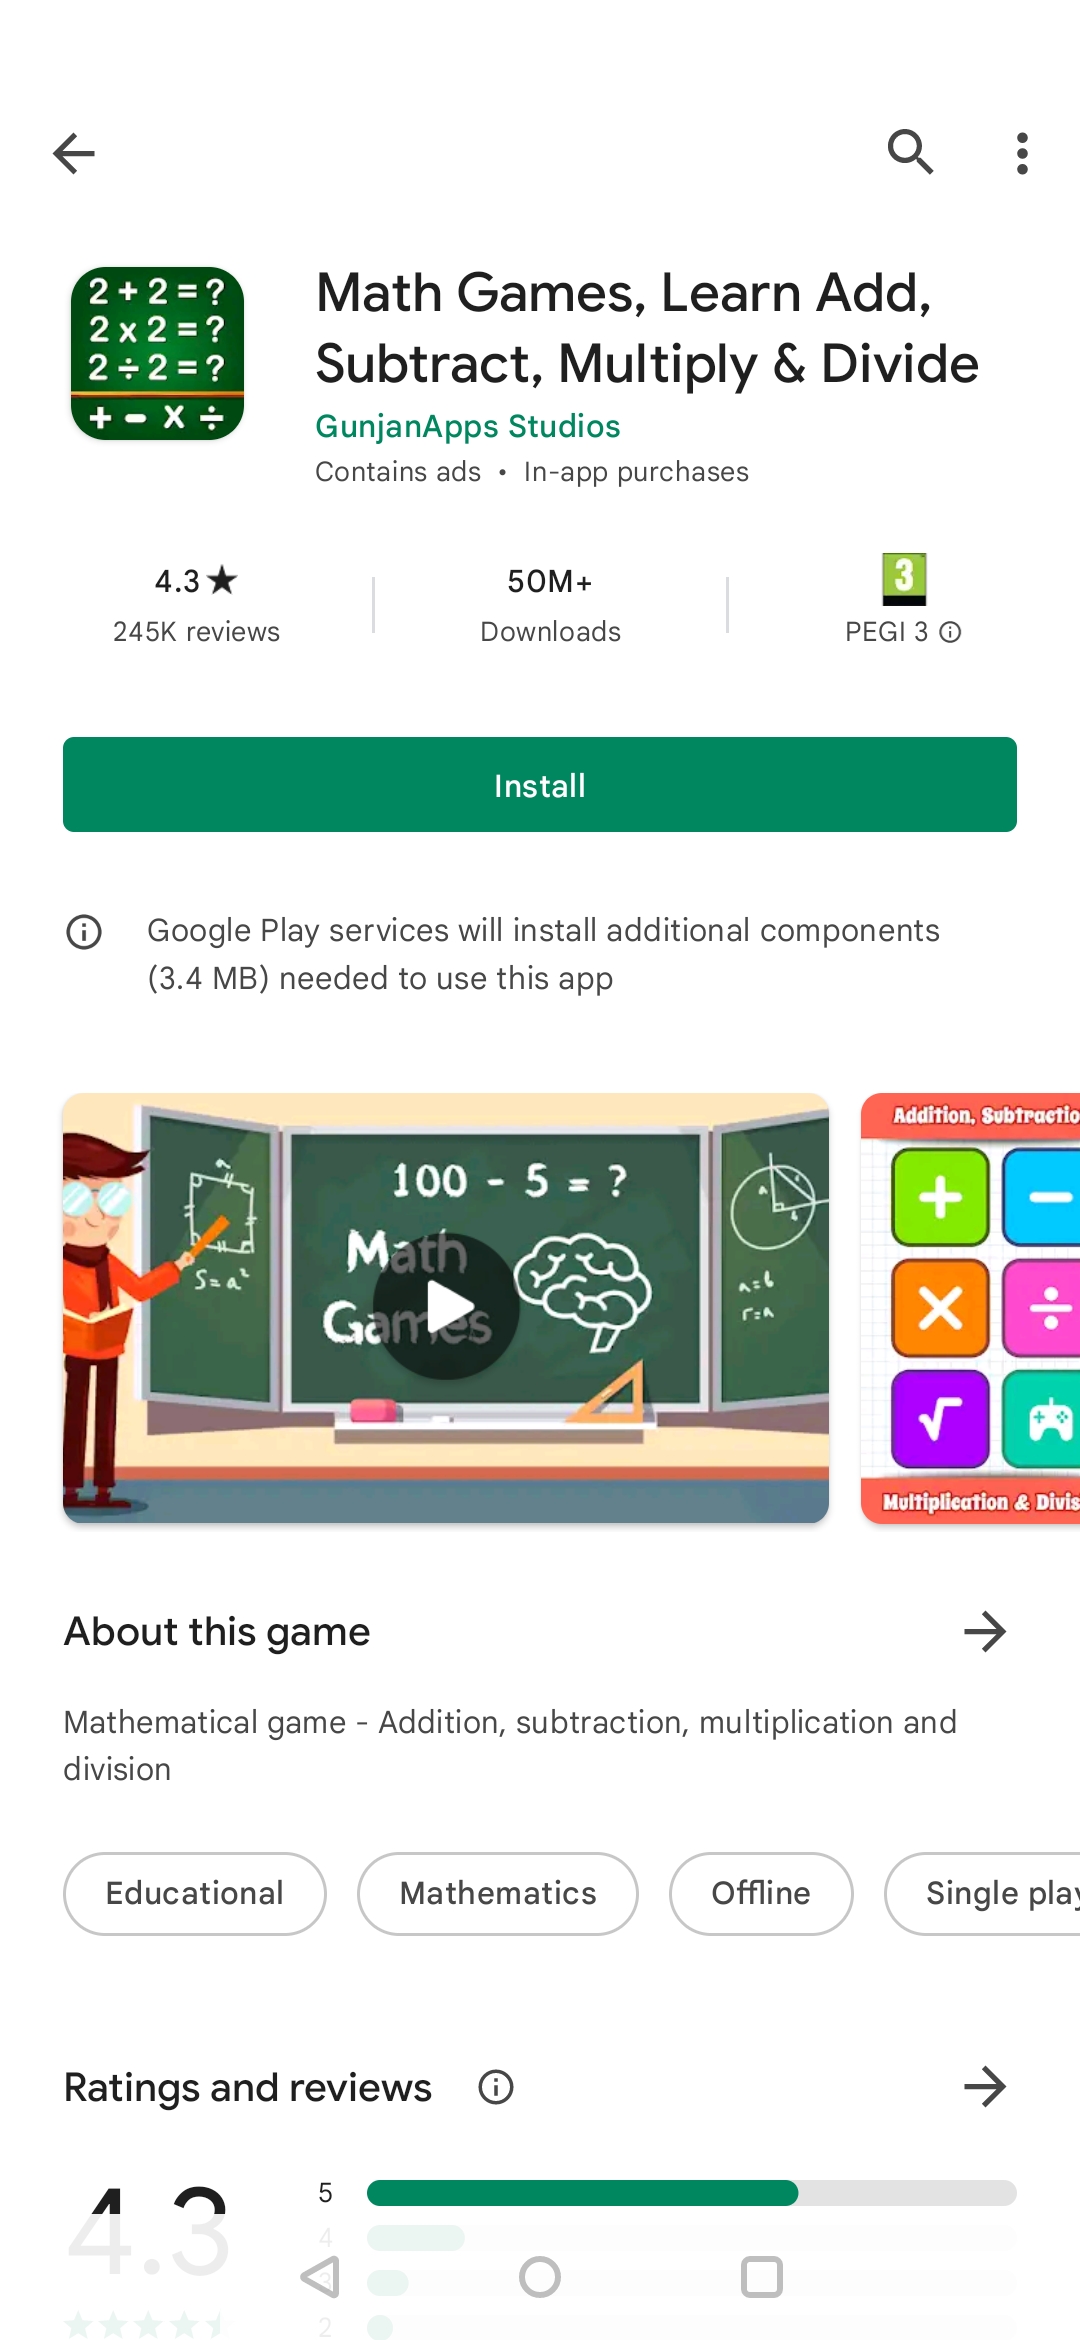 2 + 2 = ?
2 x 2 = ?
2 ÷ 2 = ?
+ − X ÷
Math Games, Learn Add,
Subtract, Multiply & Divide
GunjanApps Studios
Contains ads • In-app purchases
4.3★
245K reviews
50M+
Downloads
3
PEGI 3
Install
Google Play services will install additional components
(3.4 MB) needed to use this app
100 - 5 = ?
Math
Games
S=a²
a
a=b
r=a
Addition, Subtractio
Multiplication & Divis
About this game
Mathematical game - Addition, subtraction, multiplication and
division
Educational
Mathematics
Offline
Single play
Ratings and reviews
4.3
5
4
3
2